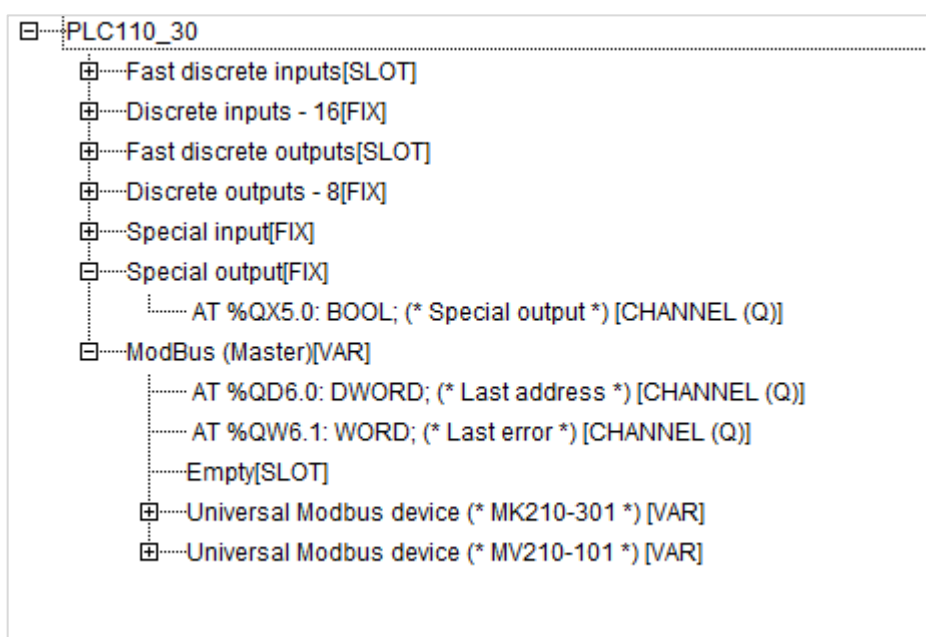 PLC110_30
Fast discrete inputs[SLOT]
Discrete inputs - 16[FIX]
Fast discrete outputs[SLOT]
Discrete outputs - 8[FIX]
Special input[FIX]
Special output[FIX]
AT %QX5.0: BOOL; (* Special output *) [CHANNEL (Q)]
ModBus (Master)[VAR]
AT %QD6.0: DWORD; (* Last address *) [CHANNEL (Q)]
AT %QW6.1: WORD; (* Last error *) [CHANNEL (Q)]
Empty[SLOT]
Universal Modbus device (* MK210-301 *) [VAR]
Universal Modbus device (* MV210-101 *) [VAR]